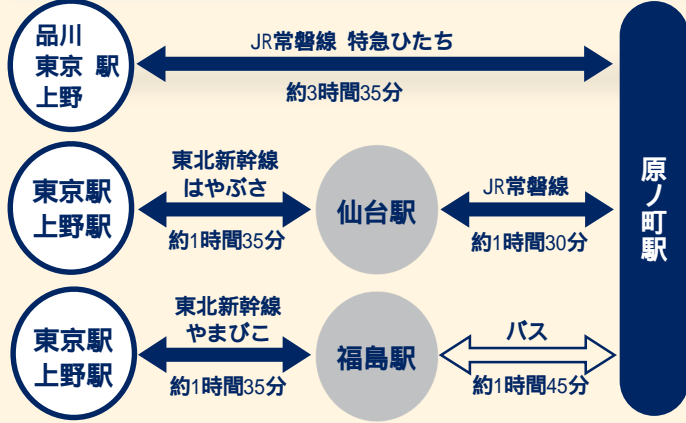 品川
東京 駅
上野
JR常磐線 特急ひたち
約3時間35分
東京駅
上野駅
東北新幹線
はやぶさ
約1時間35分
仙台駅
JR常磐線
約1時間30分
東京駅
上野駅
東北新幹線
やまびこ
約1時間35分
福島駅
バス
約1時間45分
原ノ町駅